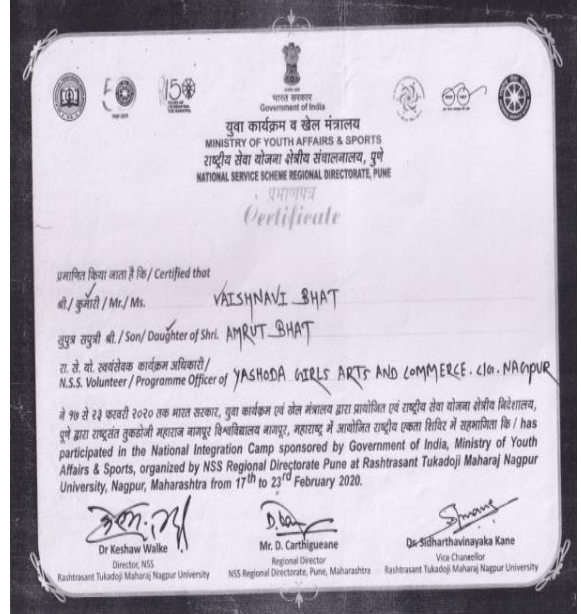 भारत सरकार
Government of India
युवा कार्यक्रम व खेल मंत्रालय
MINISTRY OF YOUTH AFFAIRS & SPORTS
राष्ट्रीय सेवा योजना क्षेत्रीय संचालनालय, पुणे
NATIONAL SERVICE SCHEME REGIONAL DIRECTORATE, PUNE
प्रमाणपत्र
Certificate
प्रमाणित किया जाता है कि/ Certified that
श्री./ कुमारी / Mr./ Ms. VAISHNAVI BHAT
सुपुत्र सपुत्री श्री. / Son/ Daughter of Shri. AMRUT BHAT
रा. से. यो. स्वयंसेवक कार्यक्रम अधिकारी/
N.S.S. Volunteer / Programme Officer of YASHODA GIRLS ARTS AND COMMERCE. Clg. NAGPUR
ने १७ से २३ फरवरी २०२० तक भारत सरकार, युवा कार्यक्रम एवं खेल मंत्रालय द्वारा प्रायोजित एवं राष्ट्रीय सेवा योजना क्षेत्रीय निदेशालय,
पुणे द्वारा राष्ट्रसंत तुकडोजी महाराज नागपुर विश्वविद्यालय नागपुर, महाराष्ट्र में आयोजित राष्ट्रीय एकता शिविर में सहभागिता कि / has
participated in the National Integration Camp sponsored by Government of India, Ministry of Youth
Affairs & Sports, organized by NSS Regional Directorate Pune at Rashtrasant Tukadoji Maharaj Nagpur
University, Nagpur, Maharashtra from 17th to 23rd February 2020.
Dr Keshaw Walke
Director, NSS
Rashtrasant Tukadoji Maharaj Nagpur University
Mr. D. Carthigueane
Regional Director
NSS Regional Directorate, Pune, Maharashtra
Dr. Sidharthavinayaka Kane
Vice Chancellor
Rashtrasant Tukadoji Maharaj Nagpur University